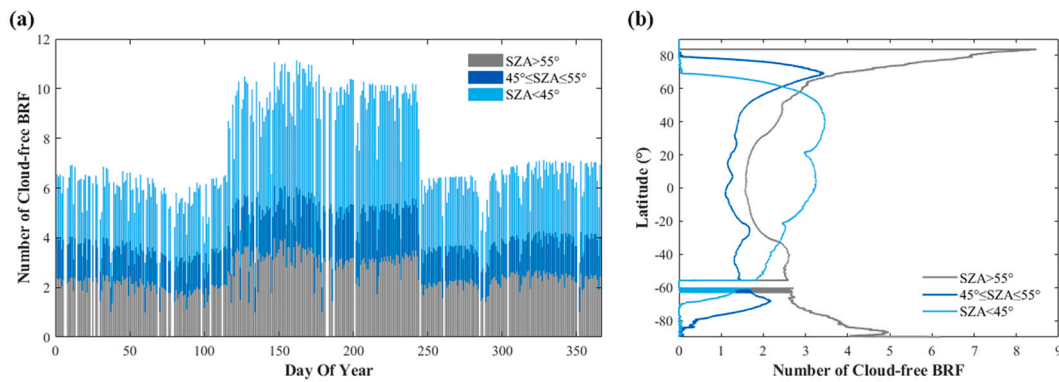 (a)
12
10
8
6
4
2
0
Number of Cloud-free BRF
SZA>55°
45°≤SZA≤55°
SZA<45°
0 50 100 150 200 250 300 350
Day Of Year
(b)
80
60
40
20
0
-20
-40
-60
-80
Latitude (°)
SZA>55°
45°≤SZA≤55°
SZA<45°
0 1 2 3 4 5 6 7 8 9
Number of Cloud-free BRF